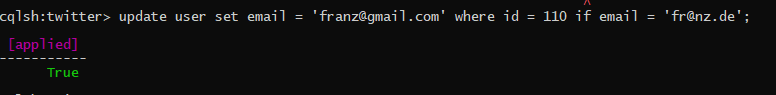 ^
cqlsh:twitter> update user set email = 'franz@gmail.com' where id = 110 if email = 'fr@nz.de';
[applied]
-----------
True